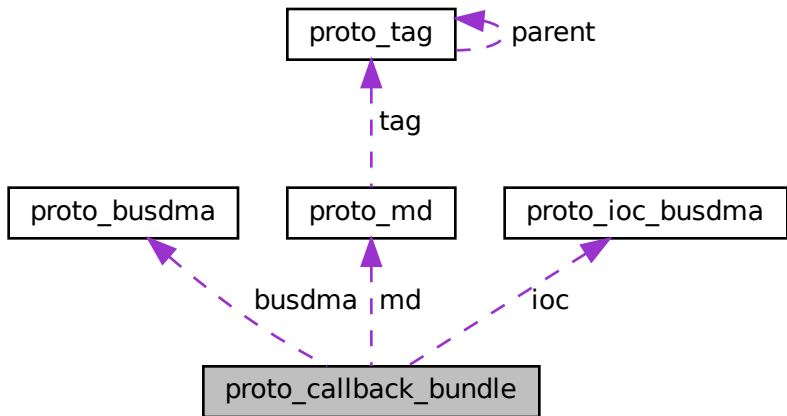 proto_tag
parent
tag
proto_busdma
proto_md
proto_ioc_busdma
busdma
md
ioc
proto_callback_bundle